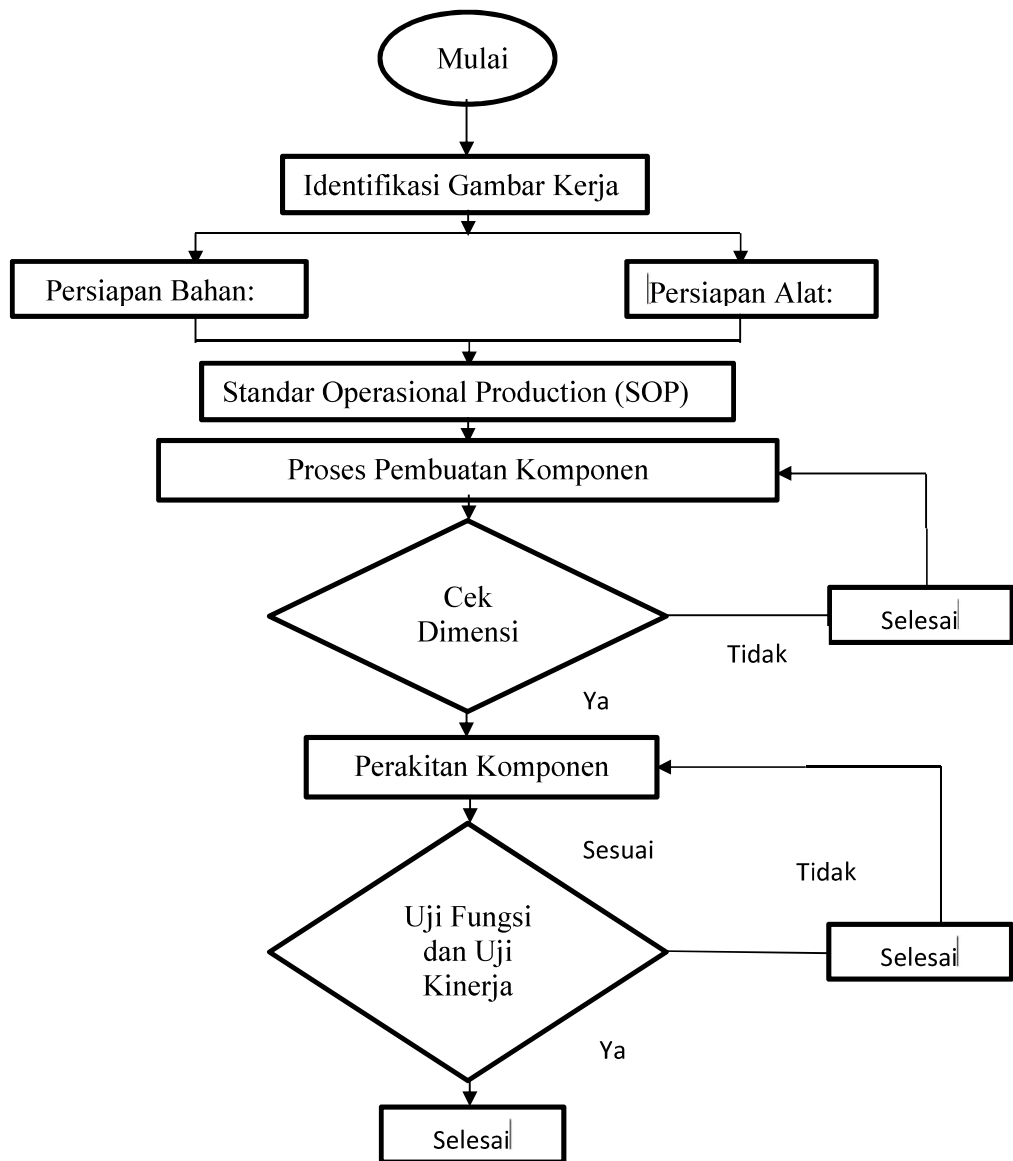 Mulai
Identifikasi Gambar Kerja
Persiapan Bahan:
Persiapan Alat:
Standar Operasional Production (SOP)
Proses Pembuatan Komponen
Cek
Dimensi
Selesai
Tidak
Ya
Perakitan Komponen
Sesuai
Tidak
Uji Fungsi
dan Uji
Kinerja
Selesai
Ya
Selesai